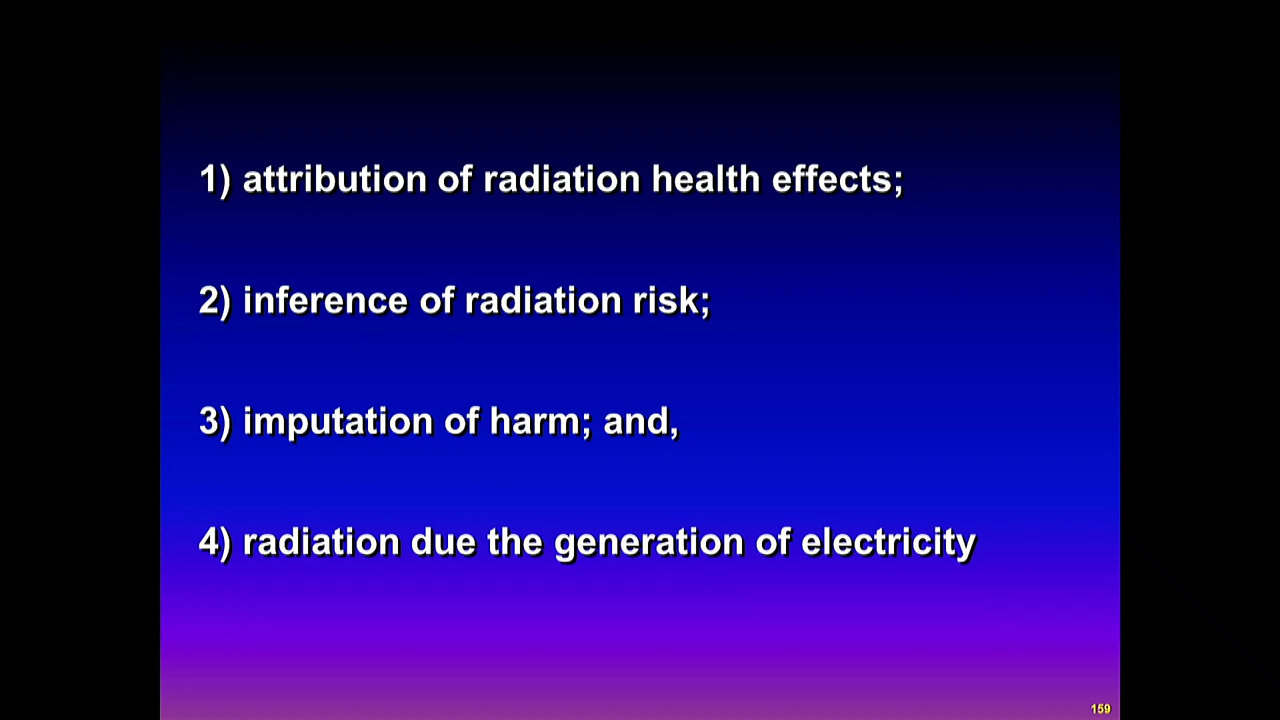 1) attribution of radiation health effects;
2) inference of radiation risk;
3) imputation of harm; and,
4) radiation due the generation of electricity
159